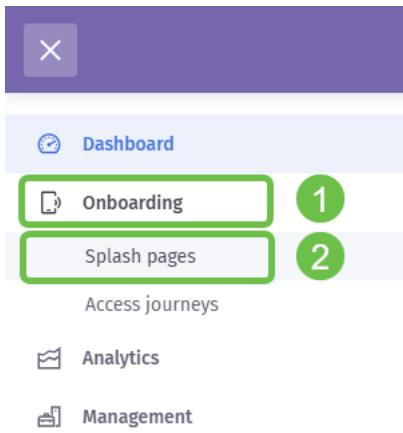 Dashboard
Onboarding 1
Splash pages 2
Access journeys
Analytics
Management